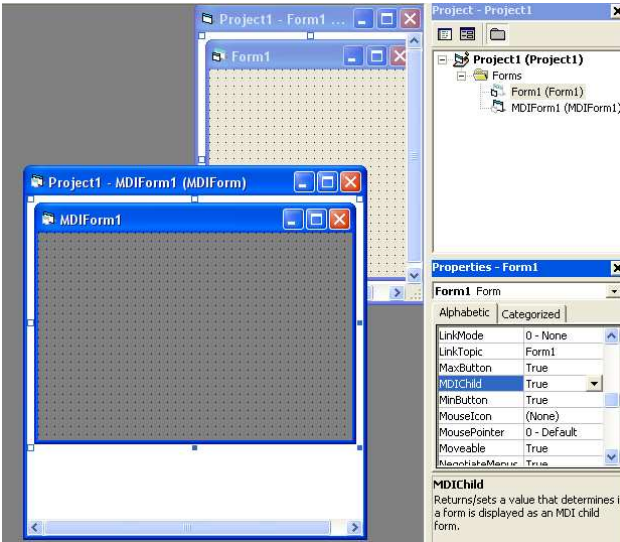 Project1 - Form1 ...
Form1
Project1 - MDIForm1 (MDIForm)
MDIForm1
Project - Project1
Project1 (Project1)
Forms
Form1 (Form1)
MDIForm1 (MDIForm1)
Properties - Form1
Form1 Form
Alphabetic Categorized
LinkMode 0 - None
LinkTopic Form1
MaxButton True
MDIChild True
MinButton True
MouseIcon (None)
MousePointer 0 - Default
Moveable True
NegotiateMenus True
MDIChild
Returns/sets a value that determines i
a form is displayed as an MDI child
form.